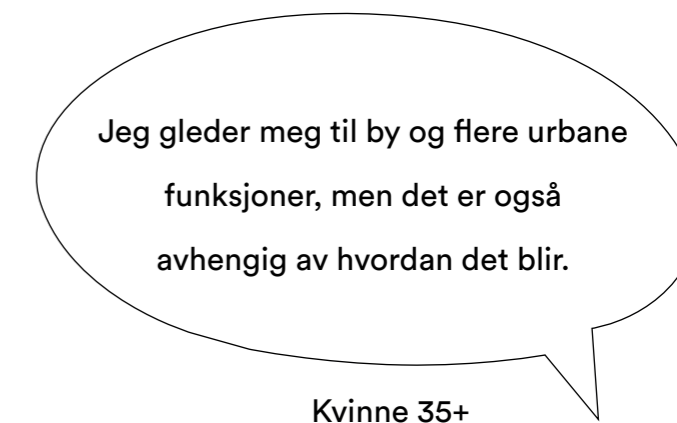 Jeg gleder meg til by og flere urbane
funksjoner, men det er også
avhengig av hvordan det blir.
Kvinne 35+